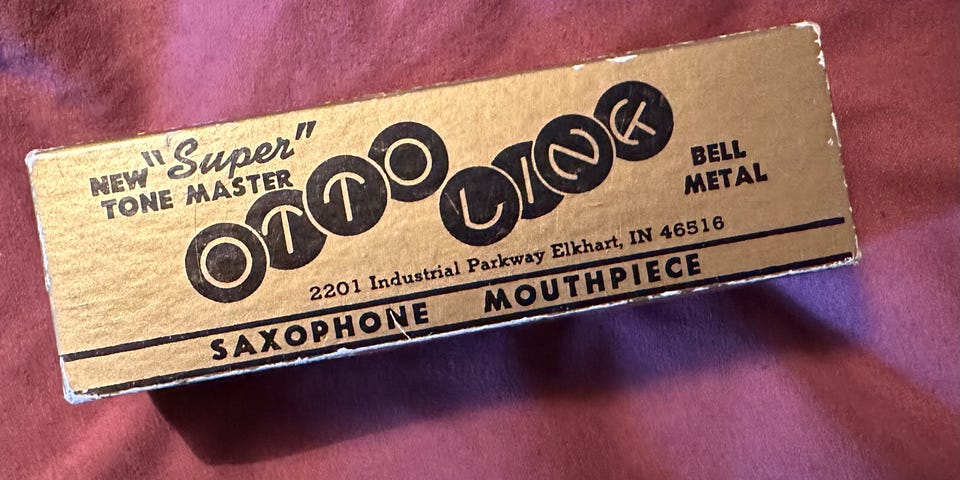 NEW "Super"
TONE MASTER
OTTO LINK
BELL
METAL
2201 Industrial Parkway Elkhart, IN 46516
SAXOPHONE MOUTHPIECE